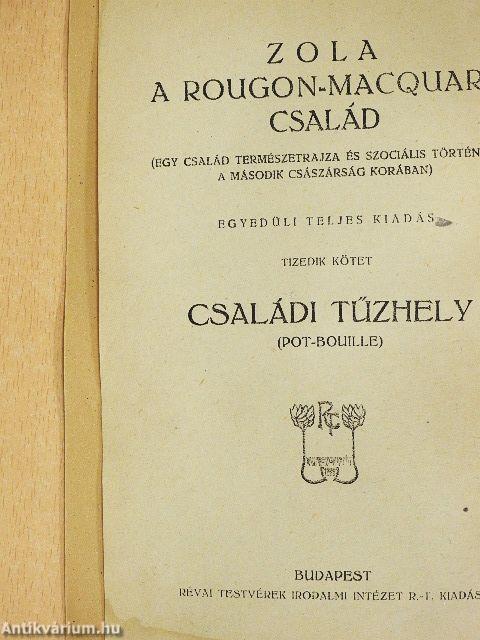 ZOLA
A ROUGON-MACQUAR
CSALÁD
(EGY CSALÁD TERMÉSZETRAJZA ÉS SZOCIÁLIS TÖRTÉN
A MÁSODIK CSÁSZÁRSÁG KORÁBAN)
EGYEDÜLI TELJES KIADÁS
TIZEDIK KÖTET
CSALÁDI TŰZHELY
(POT-BOUILLE)
BUDAPEST
RÉVAI TESTVÉREK IRODALMI INTÉZET R.-T. KIADÁS
Antikvárium.hu